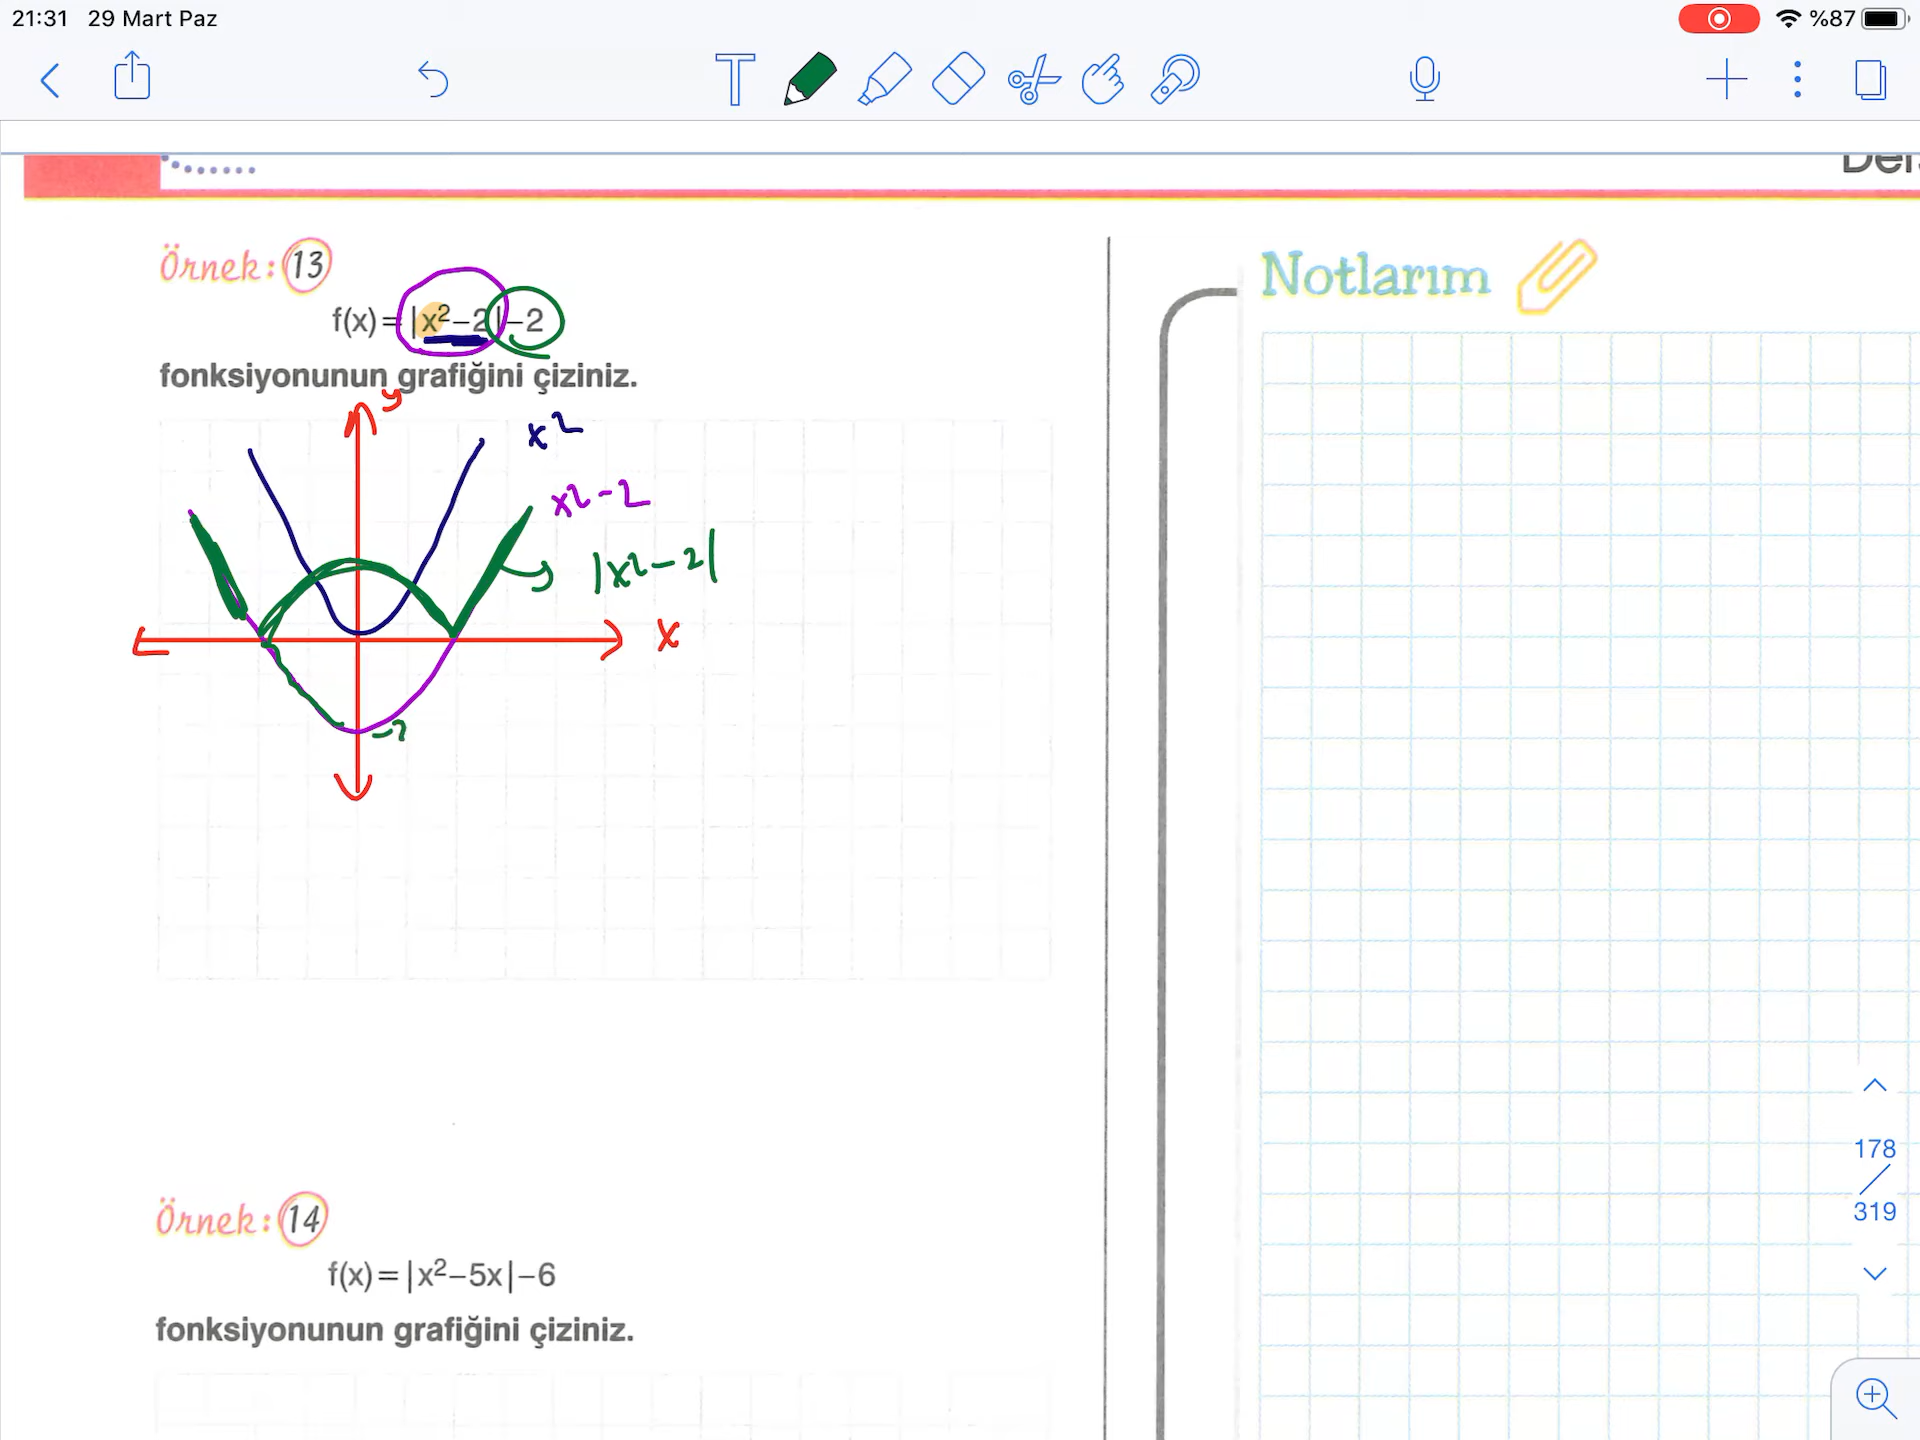 21:31 29 Mart Paz %87
Örnek: 13
f(x)=|x²−2|−2
fonksiyonunun grafiğini çiziniz.
y
x²
x²-2
|x²-2|
x
Örnek: 14
f(x)=|x²−5x|−6
fonksiyonunun grafiğini çiziniz.
Notlarım
178
319